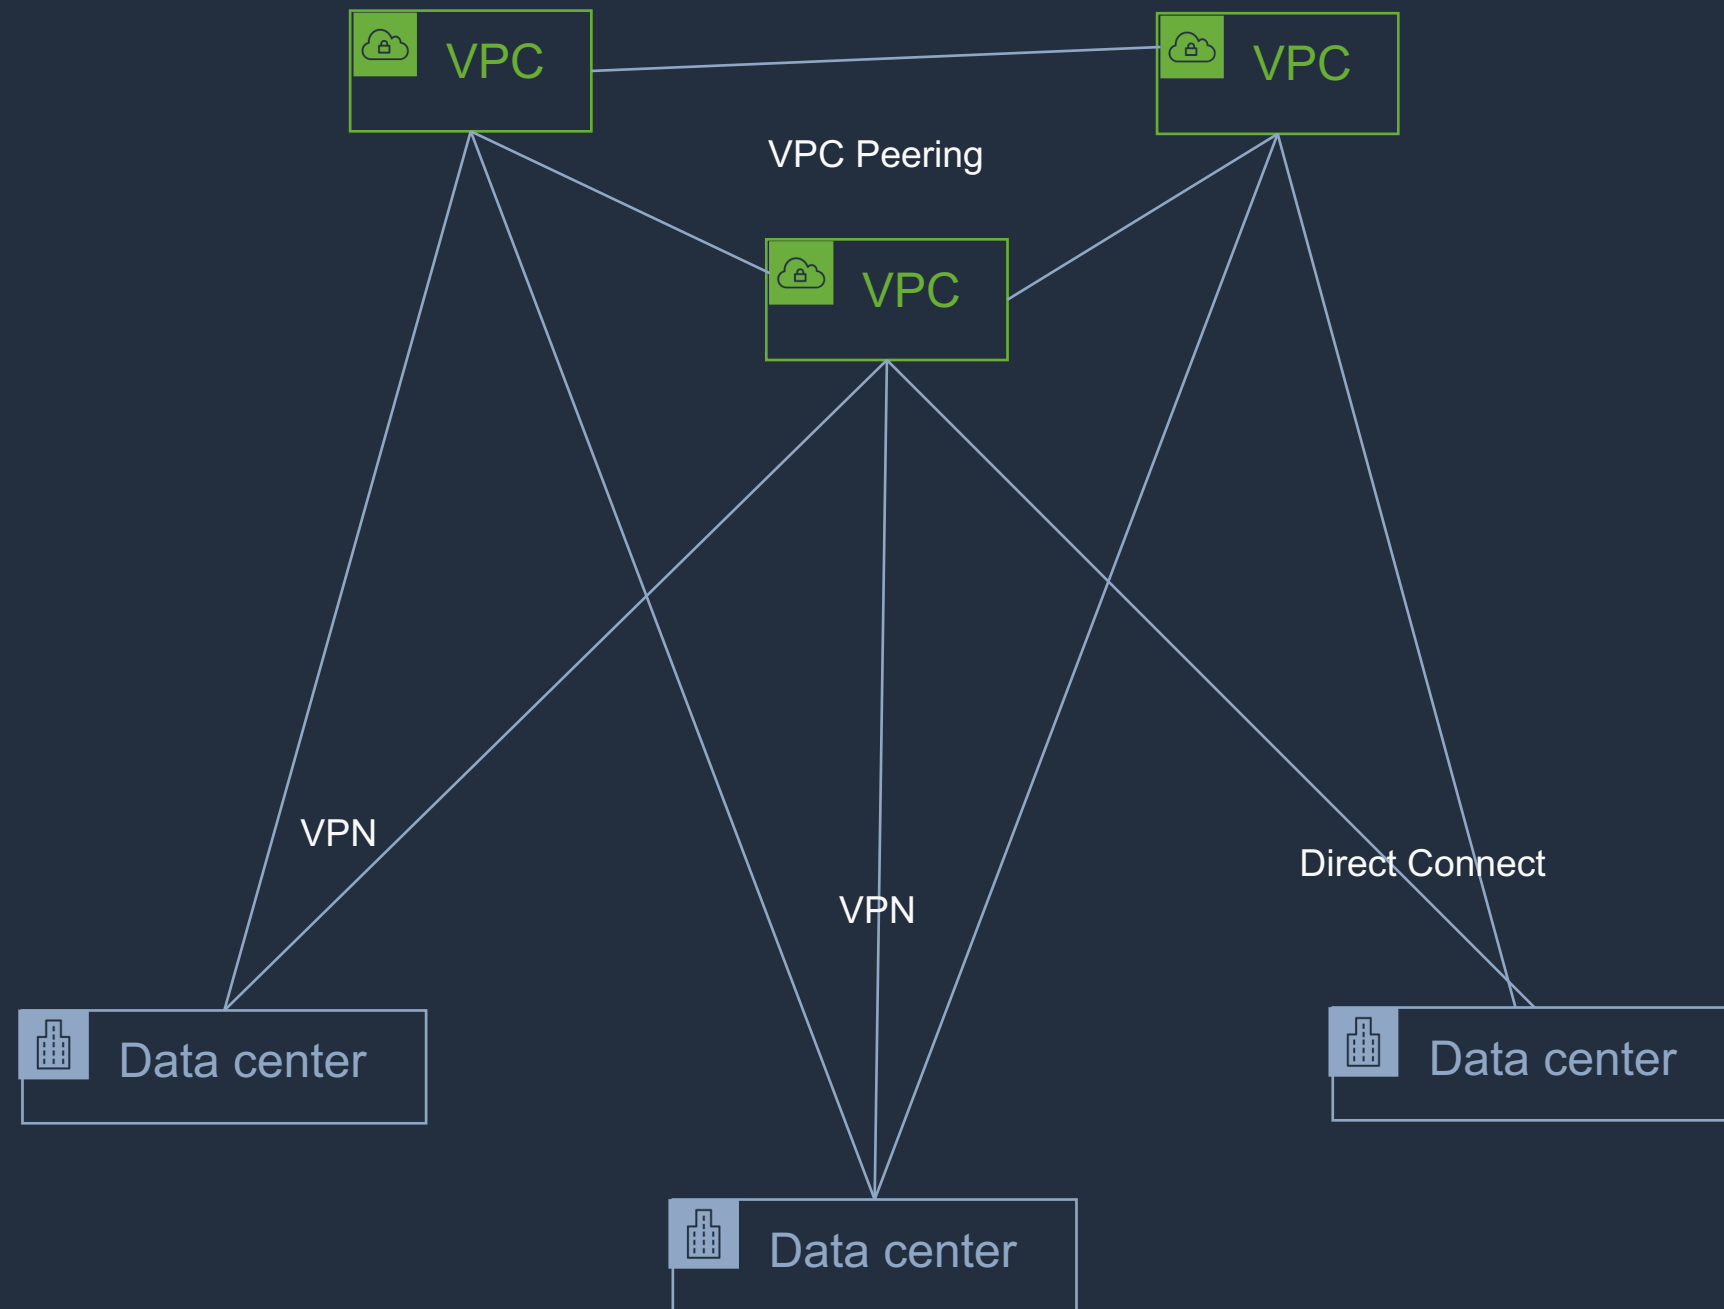 VPC
VPC
VPC Peering
VPC
VPN
Direct Connect
VPN
Data center
Data center
Data center